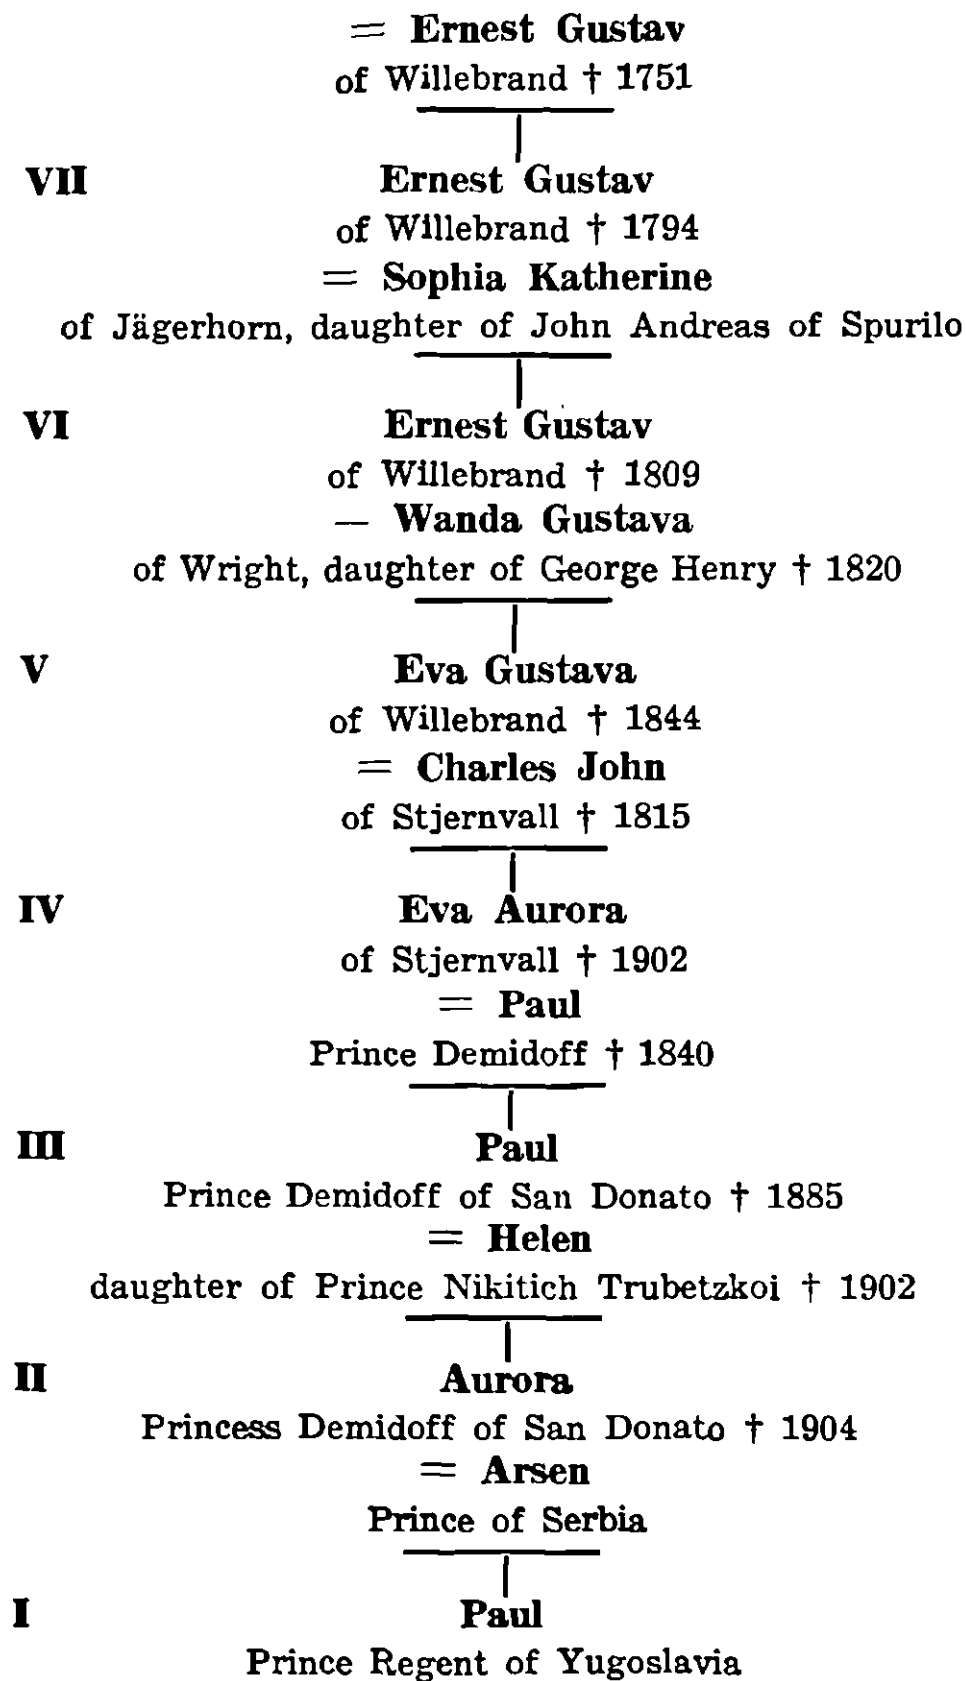 = Ernest Gustav
of Willebrand † 1751
VII Ernest Gustav
of Willebrand † 1794
= Sophia Katherine
of Jägerhorn, daughter of John Andreas of Spurilo
VI Ernest Gustav
of Willebrand † 1809
— Wanda Gustava
of Wright, daughter of George Henry † 1820
V Eva Gustava
of Willebrand † 1844
= Charles John
of Stjernvall † 1815
IV Eva Aurora
of Stjernvall † 1902
= Paul
Prince Demidoff † 1840
III Paul
Prince Demidoff of San Donato † 1885
= Helen
daughter of Prince Nikitich Trubetzkoi † 1902
II Aurora
Princess Demidoff of San Donato † 1904
= Arsen
Prince of Serbia
I Paul
Prince Regent of Yugoslavia